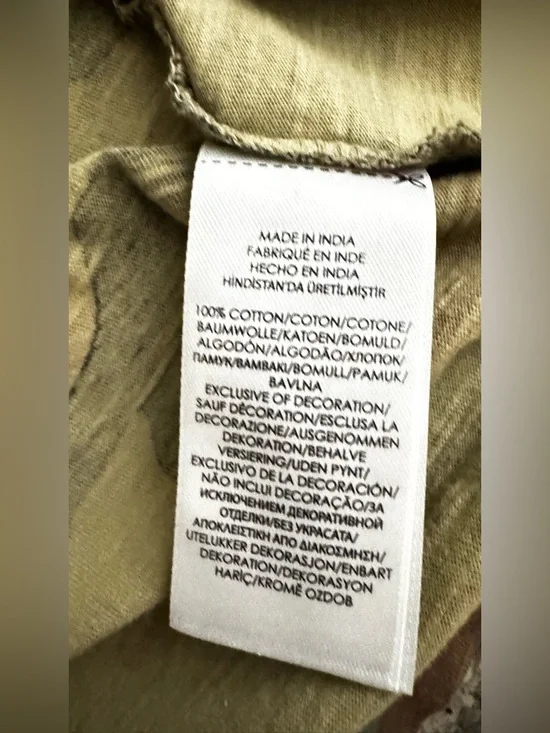 MADE IN INDIA
FABRIQUÉ EN INDE
HECHO EN INDIA
HİNDİSTAN'DA ÜRETİLMİŞTİR
100% COTTON/COTON/COTONE/
BAUMWOLLE/KATOEN/BOMULD/
ALGODÓN/ALGODÃO/ХЛОПОК/
ПАМУК/ΒΑΜΒΑΚΙ/BOMULL/PAMUK/
BAVLNA
EXCLUSIVE OF DECORATION/
SAUF DÉCORATION/ESCLUSA LA
DECORAZIONE/AUSGENOMMEN
DEKORATION/BEHALVE
VERSIERING/UDEN PYNT/
EXCLUSIVO DE LA DECORACIÓN/
NÃO INCLUI DECORAÇÃO/ЗА
ИСКЛЮЧЕНИЕМ ДЕКОРАТИВНОЙ
ОТДЕЛКИ/БЕЗ УКРАСАТА/
ΑΠΟΚΛΕΙΣΤΙΚΗ ΑΠΟ ΔΙΑΚΟΣΜΗΣΗ/
UTELUKKER DEKORASJON/ENBART
DEKORATION/DEKORASYON
HARİÇ/KROMĚ OZDOB